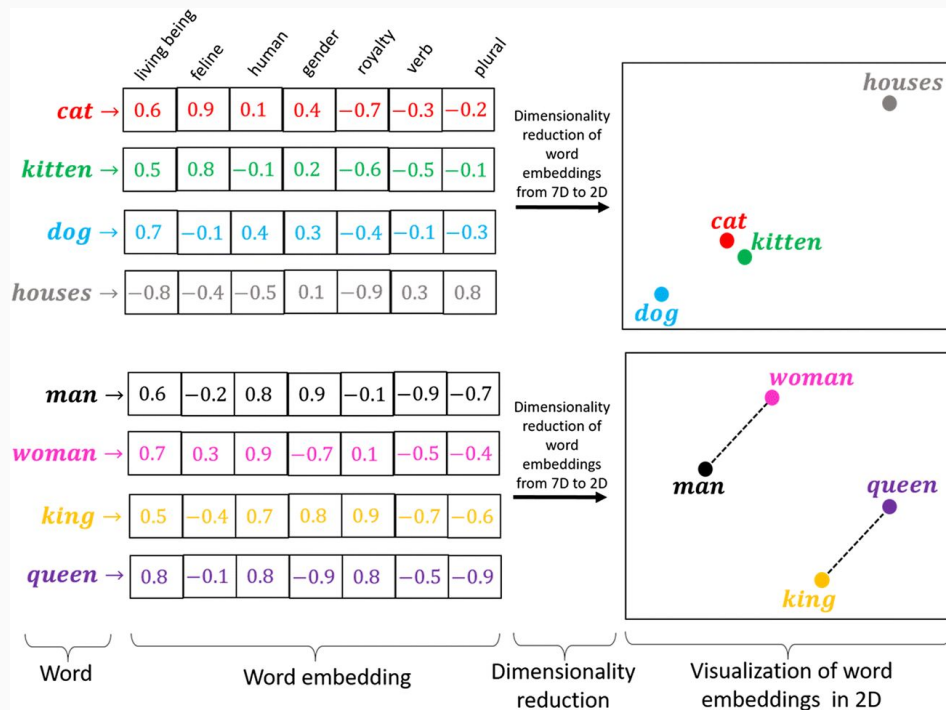 living being feline human gender royalty verb plural
cat → 0.6 0.9 0.1 0.4 −0.7 −0.3 −0.2
kitten → 0.5 0.8 −0.1 0.2 −0.6 −0.5 −0.1
dog → 0.7 −0.1 0.4 0.3 −0.4 −0.1 −0.3
houses → −0.8 −0.4 −0.5 0.1 −0.9 0.3 0.8
Dimensionality
reduction of
word
embeddings
from 7D to 2D
houses
cat
kitten
dog
man → 0.6 −0.2 0.8 0.9 −0.1 −0.9 −0.7
woman → 0.7 0.3 0.9 −0.7 0.1 −0.5 −0.4
king → 0.5 −0.4 0.7 0.8 0.9 −0.7 −0.6
queen → 0.8 −0.1 0.8 −0.9 0.8 −0.5 −0.9
Dimensionality
reduction of
word
embeddings
from 7D to 2D
woman
man
queen
king
Word
Word embedding
Dimensionality
reduction
Visualization of word
embeddings in 2D